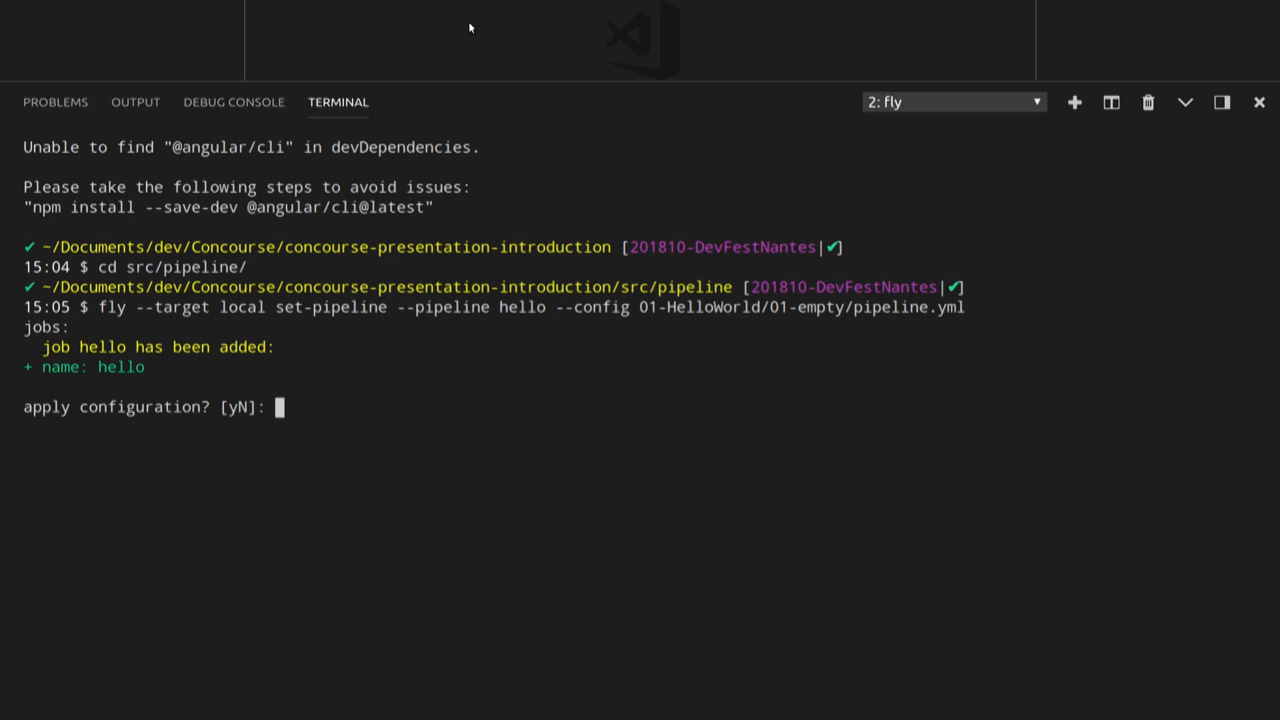 PROBLEMS OUTPUT DEBUG CONSOLE TERMINAL 2: fly
Unable to find "@angular/cli" in devDependencies.
Please take the following steps to avoid issues:
"npm install --save-dev @angular/cli@latest"
✔ ~/Documents/dev/Concourse/concourse-presentation-introduction [201810-DevFestNantes|✔]
15:04 $ cd src/pipeline/
✔ ~/Documents/dev/Concourse/concourse-presentation-introduction/src/pipeline [201810-DevFestNantes|✔]
15:05 $ fly --target local set-pipeline --pipeline hello --config 01-HelloWorld/01-empty/pipeline.yml
jobs:
  job hello has been added:
+ name: hello
apply configuration? [yN]: